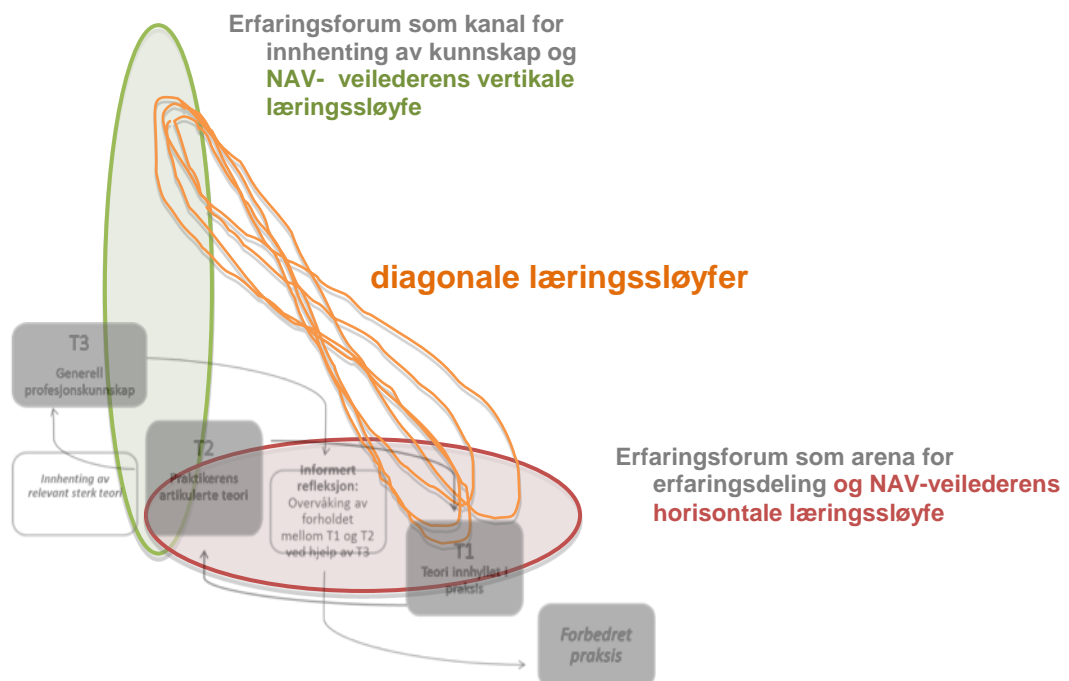 Erfaringsforum som kanal for
innhenting av kunnskap og
NAV- veilederens vertikale
læringssløyfe
diagonale læringssløyfer
T3
Generell
profesjonskunnskap
T2
Praktikerens
artikulerte teori
Innhenting av
relevant sterk teori
Informert
refleksjon:
Overvåking av
forholdet
mellom T1 og T2
ved hjelp av T3
T1
Teori innhyllet i
praksis
Erfaringsforum som arena for
erfaringsdeling og NAV-veilederens
horisontale læringssløyfe
Forbedret
praksis